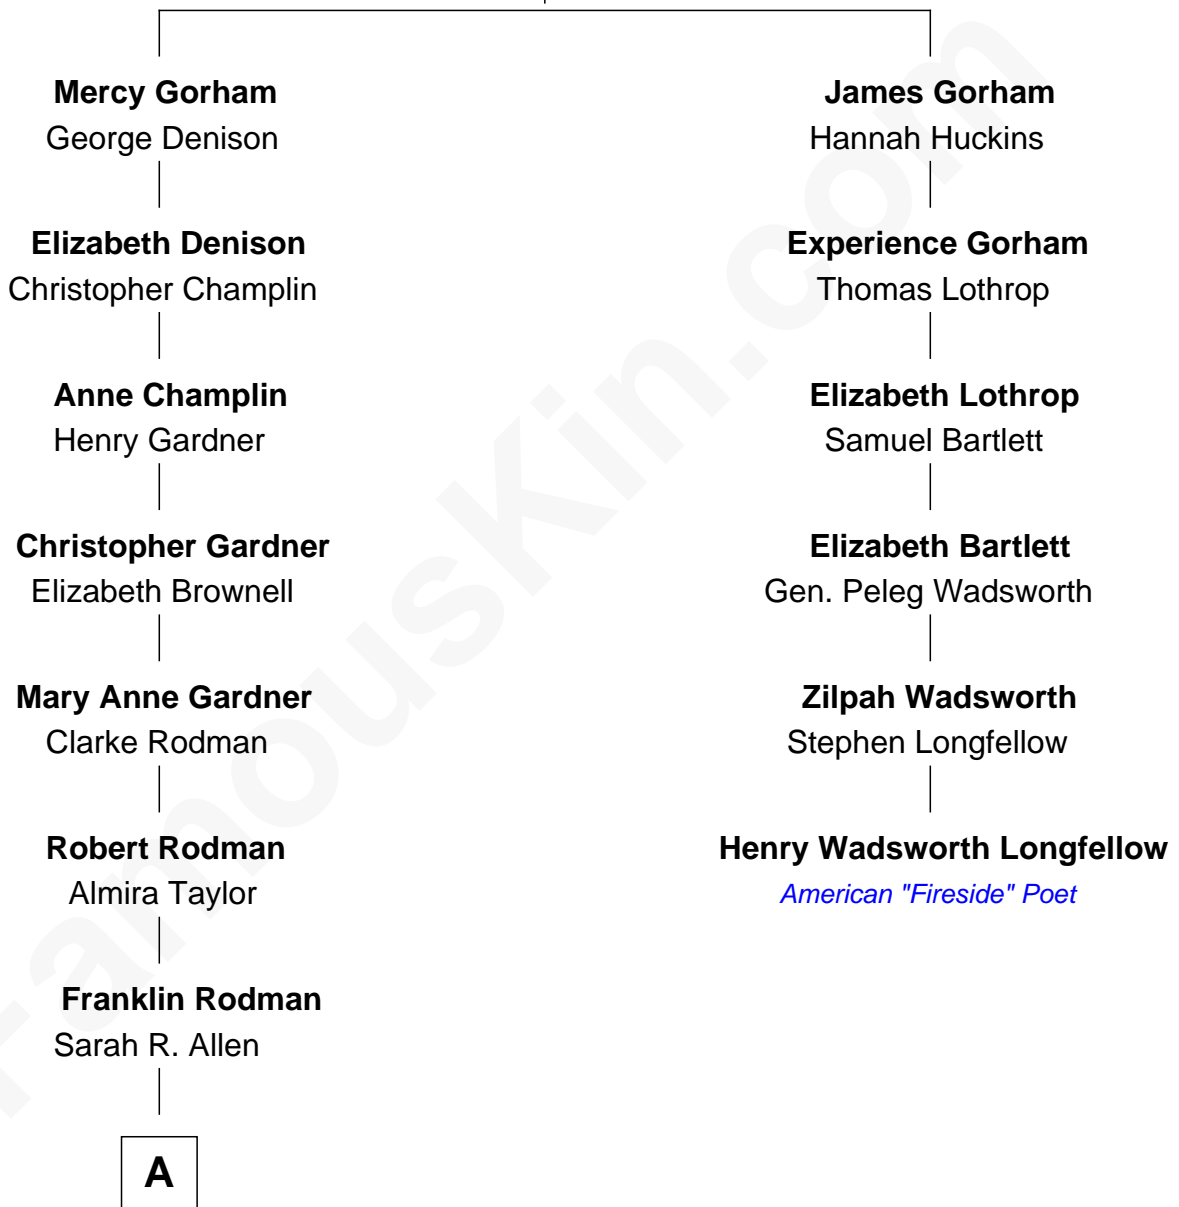 Mercy Gorham
George Denison
Elizabeth Denison
Christopher Champlin
Anne Champlin
Henry Gardner
Christopher Gardner
Elizabeth Brownell
Mary Anne Gardner
Clarke Rodman
Robert Rodman
Almira Taylor
Franklin Rodman
Sarah R. Allen
A
James Gorham
Hannah Huckins
Experience Gorham
Thomas Lothrop
Elizabeth Lothrop
Samuel Bartlett
Elizabeth Bartlett
Gen. Peleg Wadsworth
Zilpah Wadsworth
Stephen Longfellow
Henry Wadsworth Longfellow
American "Fireside" Poet
FamousKin.com